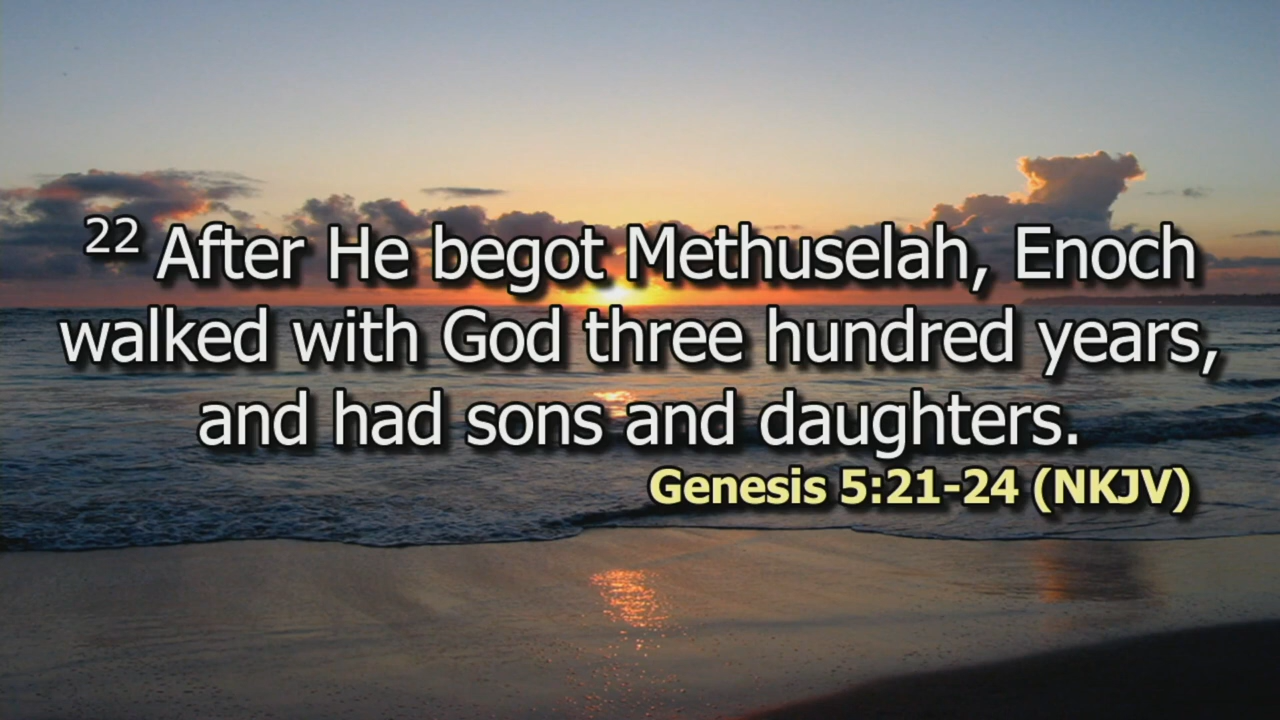 22 After He begot Methuselah, Enoch
walked with God three hundred years,
and had sons and daughters.
Genesis 5:21-24 (NKJV)